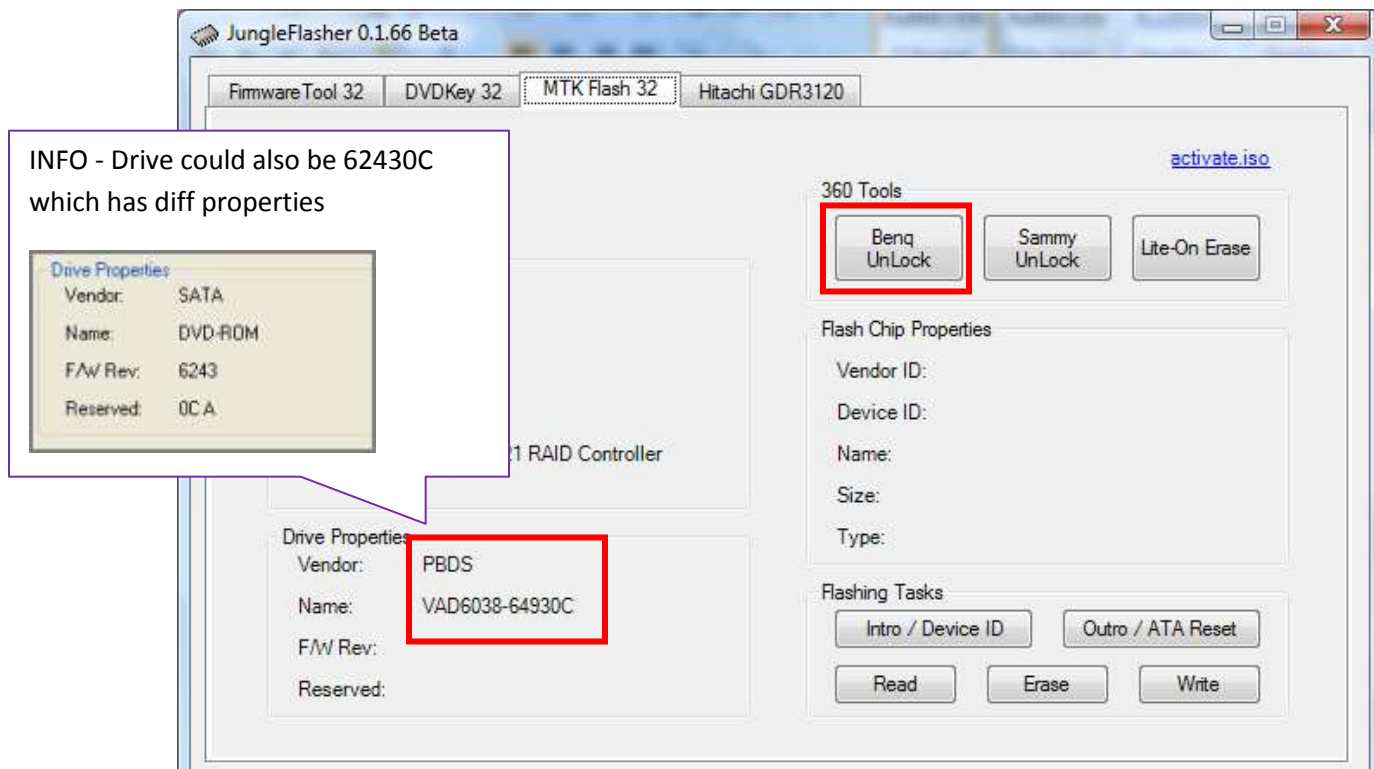 JungleFlasher 0.1.66 Beta
FirmwareTool 32
DVDKey 32
MTK Flash 32
Hitachi GDR3120
INFO - Drive could also be 62430C
which has diff properties
Drive Properties
Vendor: SATA
Name: DVD-ROM
F/W Rev: 6243
Reserved: 0C A
activate.iso
360 Tools
Benq
UnLock
Sammy
UnLock
Lite-On Erase
Flash Chip Properties
Vendor ID:
Device ID:
Name:
Size:
Type:
21 RAID Controller
Drive Properties
Vendor: PBDS
Name: VAD6038-64930C
F/W Rev:
Reserved:
Flashing Tasks
Intro / Device ID
Outro / ATA Reset
Read
Erase
Write